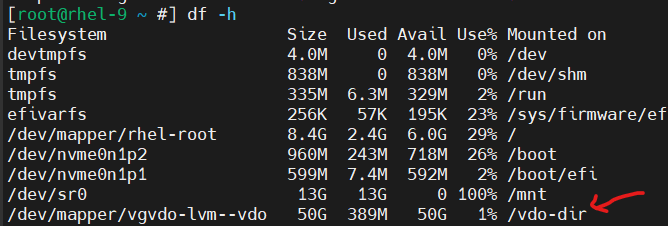 [root@rhel-9 ~ #] df -h
Filesystem Size Used Avail Use% Mounted on
devtmpfs 4.0M 0 4.0M 0% /dev
tmpfs 838M 0 838M 0% /dev/shm
tmpfs 335M 6.3M 329M 2% /run
efivarfs 256K 57K 195K 23% /sys/firmware/ef
/dev/mapper/rhel-root 8.4G 2.4G 6.0G 29% /
/dev/nvme0n1p2 960M 243M 718M 26% /boot
/dev/nvme0n1p1 599M 7.4M 592M 2% /boot/efi
/dev/sr0 13G 13G 0 100% /mnt
/dev/mapper/vgvdo-lvm--vdo 50G 389M 50G 1% /vdo-dir